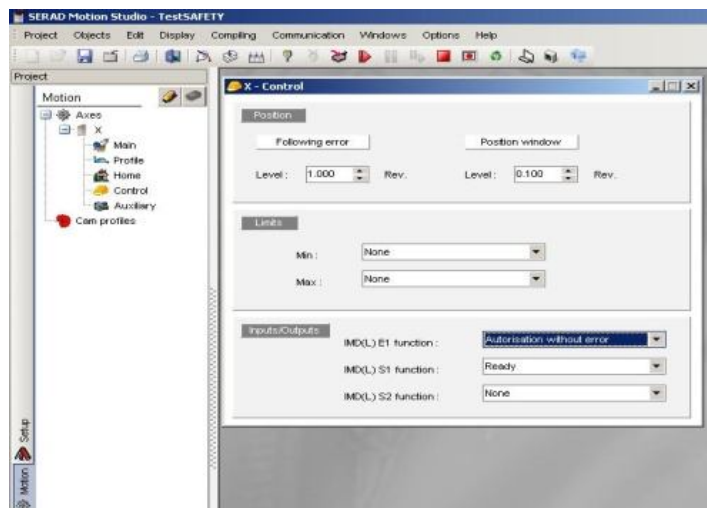 SERAD Motion Studio - TestSAFETY
Project Objects Edit Display Compiling Communication Windows Options Help
Project
Motion
Axes
X
Main
Profile
Home
Control
Auxiliary
Cam profiles
Setup
Motion
X - Control
Position
Following error Position window
Level : 1.000 Rev. Level : 0.100 Rev.
Limits
Min : None
Max : None
Inputs/Outputs
IMD(L) E1 function : Autorisation without error
IMD(L) S1 function : Ready
IMD(L) S2 function : None